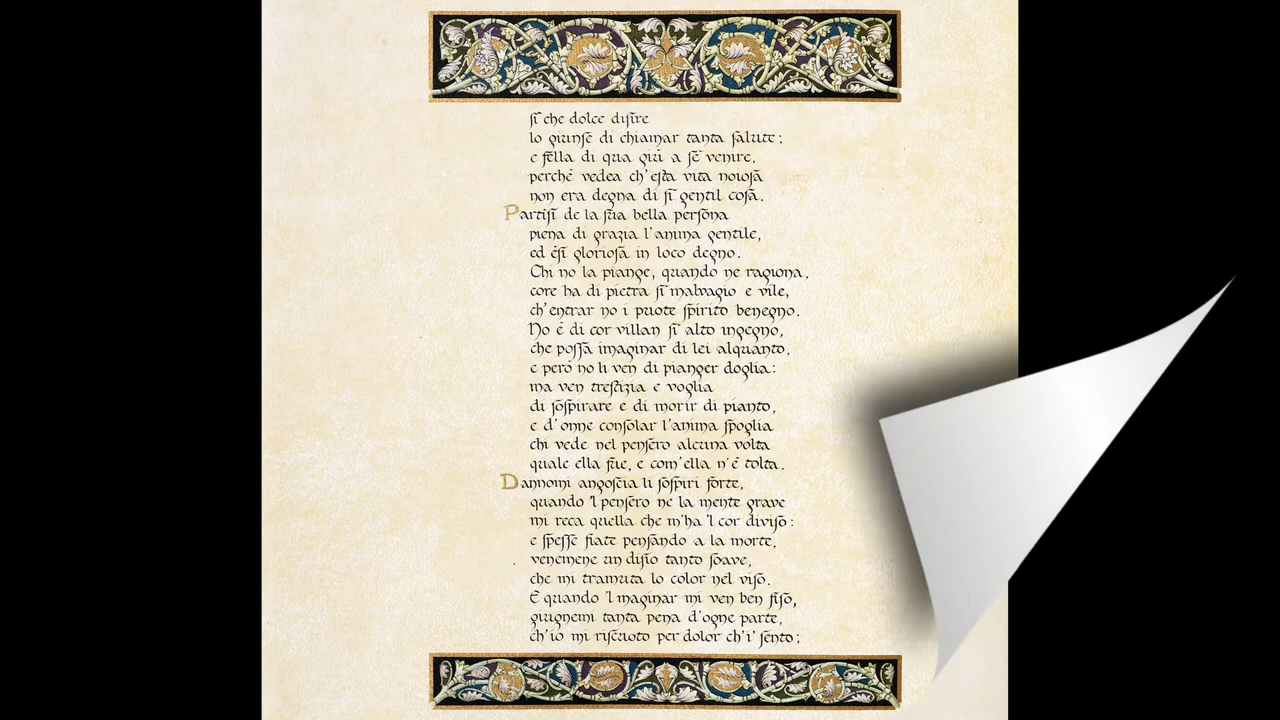 sì che dolce disire
lo giunse di chiamar tanta salute;
e fella di qua giù a sé venire,
perché vedea ch'esta vita noiosa
non era degna di sì gentil cosa.
Partisi de la sua bella persona
piena di grazia l'anima gentile,
ed èsi gloriosa in loco degno.
Chi no la piange, quando ne ragiona,
core ha di pietra sì malvagio e vile,
ch'entrar no i puote spirito benegno.
No è di cor villan sì alto ingegno,
che possa imaginar di lei alquanto,
e però no li ven di pianger doglia:
ma ven trestizia e voglia
di sospirare e di morir di pianto,
e d'onne consolar l'anima spoglia
chi vede nel pensero alcuna volta
quale ella fue, e com'ella n'è tolta.
Dannomi angoscia li sospiri forte,
quando 'l pensero ne la mente grave
mi reca quella che m'ha 'l cor diviso:
e spesse fiate pensando a la morte,
venemene un disio tanto soave,
che mi tramuta lo color nel viso.
E quando 'l maginar mi ven ben fiso,
giugnemi tanta pena d'ogne parte,
ch'io mi riscuoto per dolor ch'i' sento;